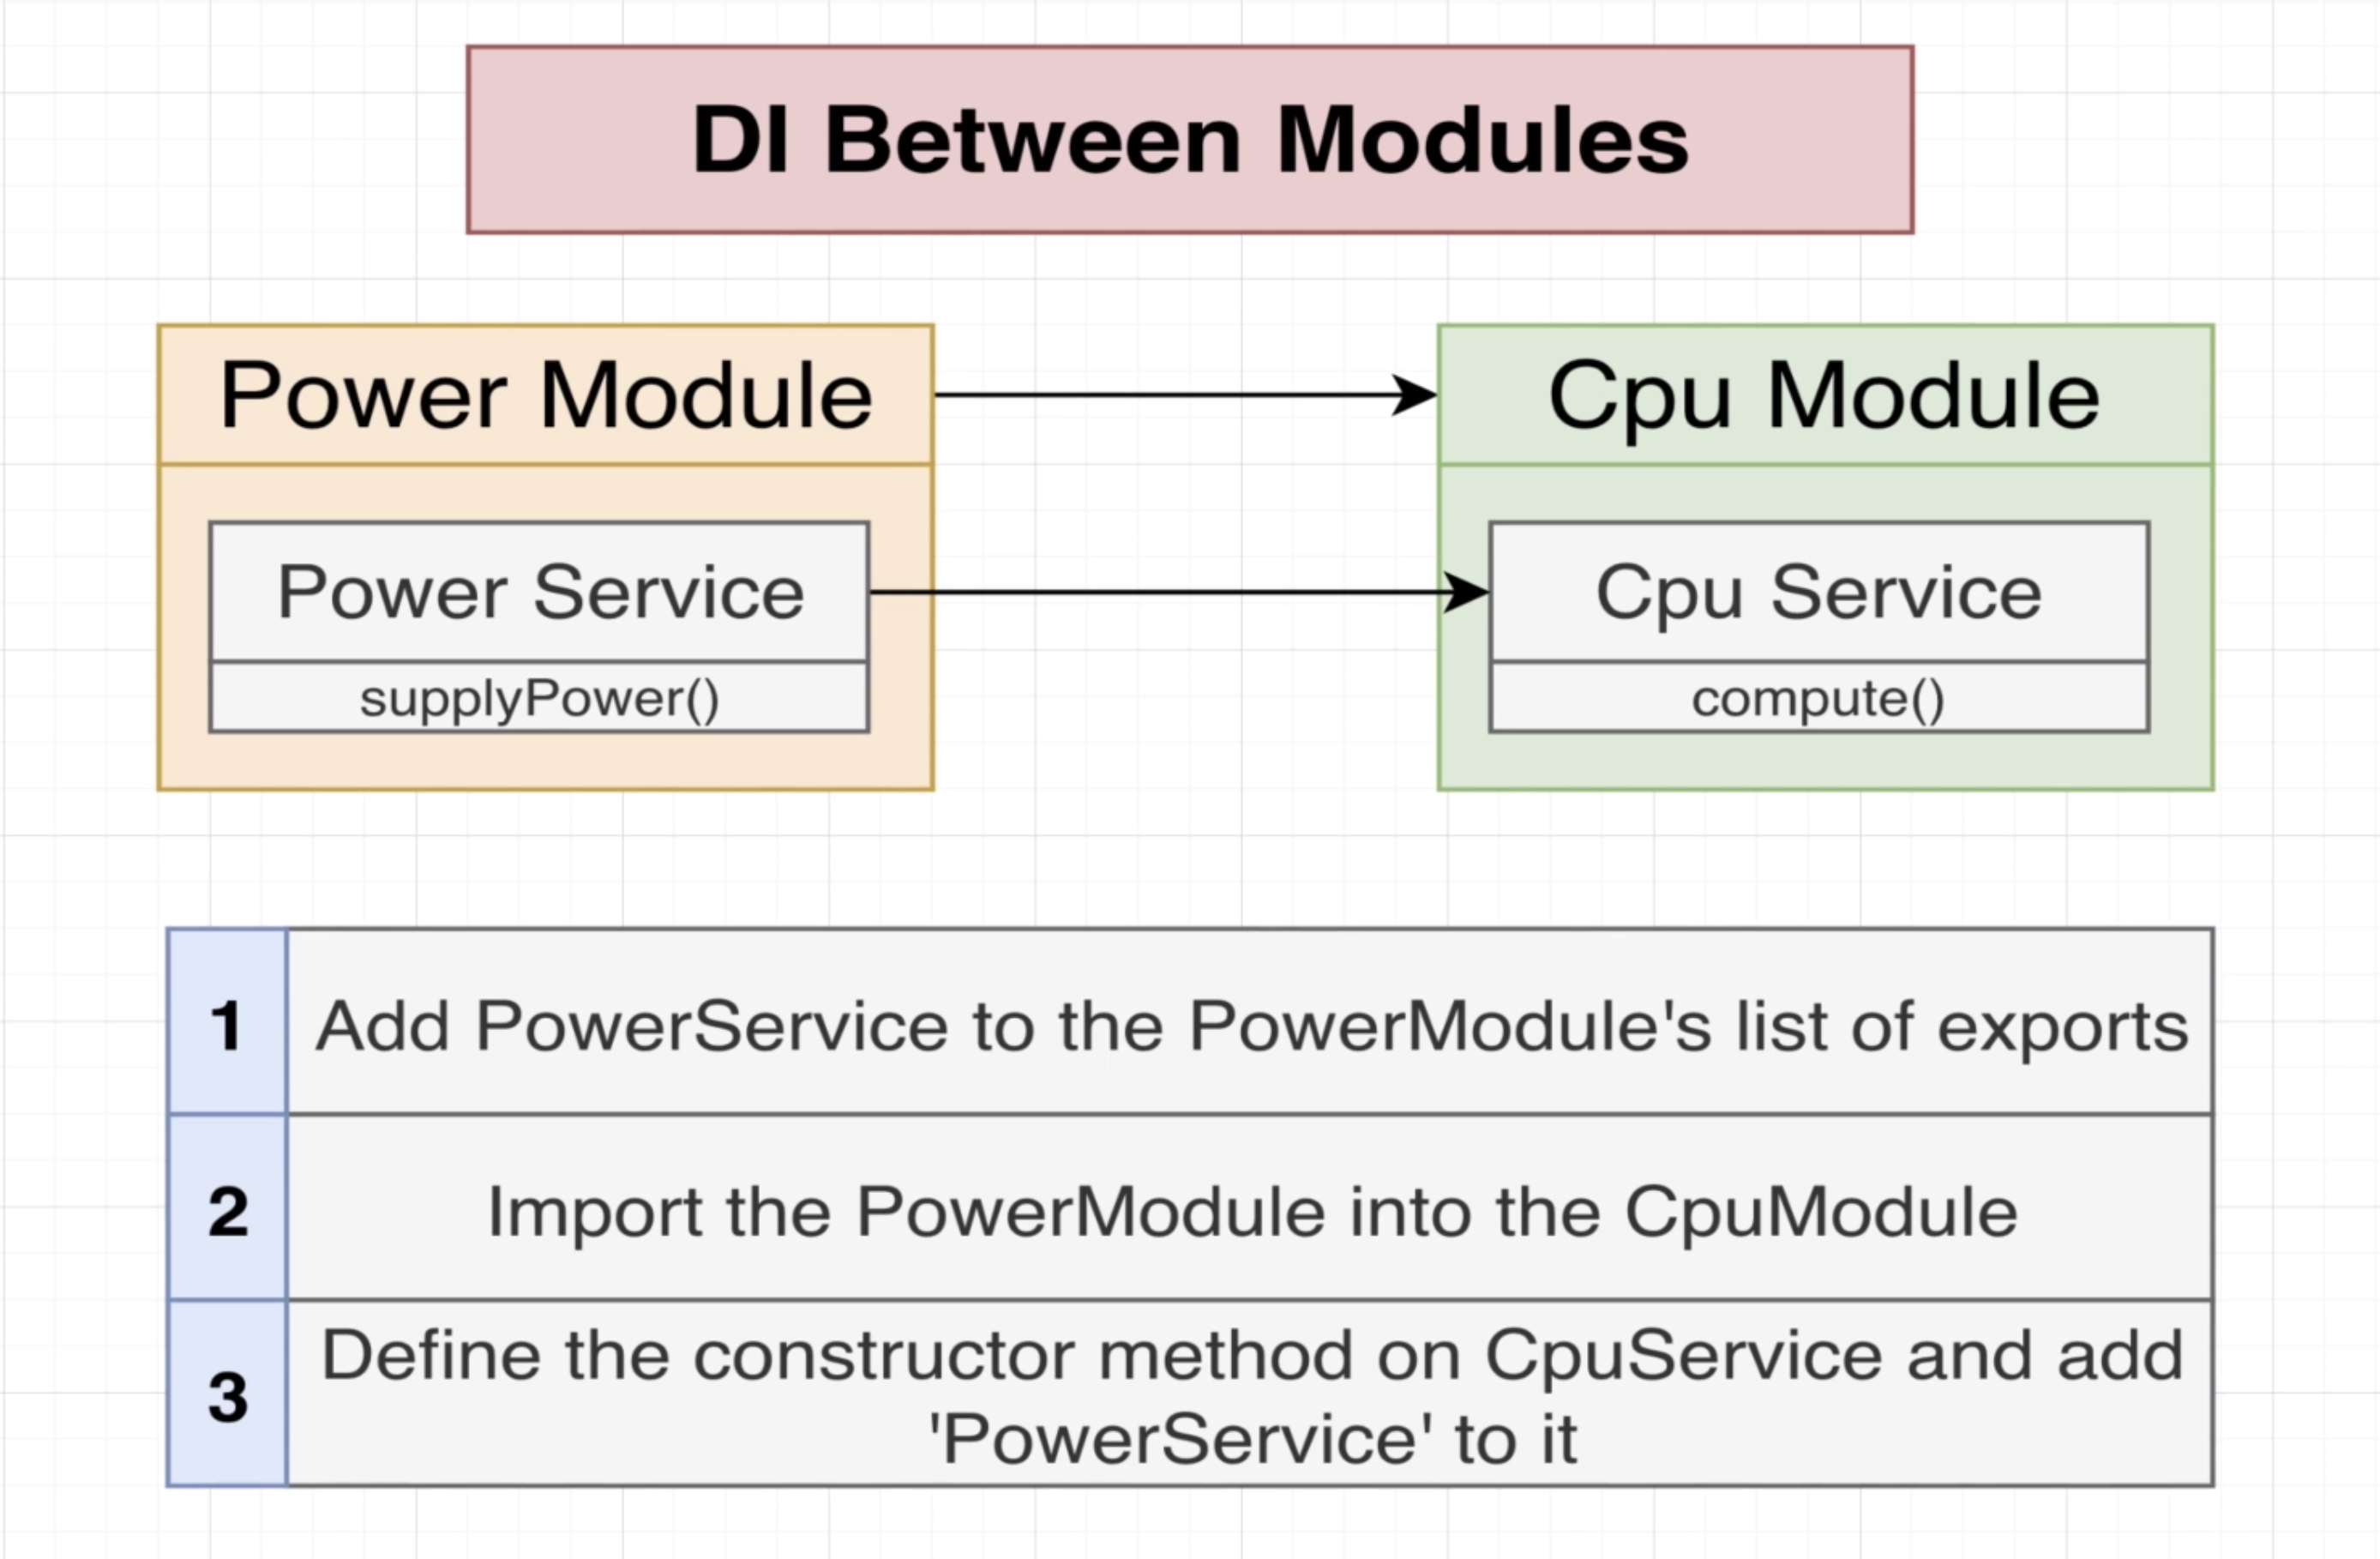 DI Between Modules
Power Module
Cpu Module
Power Service
Cpu Service
supplyPower()
compute()
1 Add PowerService to the PowerModule's list of exports
2 Import the PowerModule into the CpuModule
3 Define the constructor method on CpuService and add
'PowerService' to it